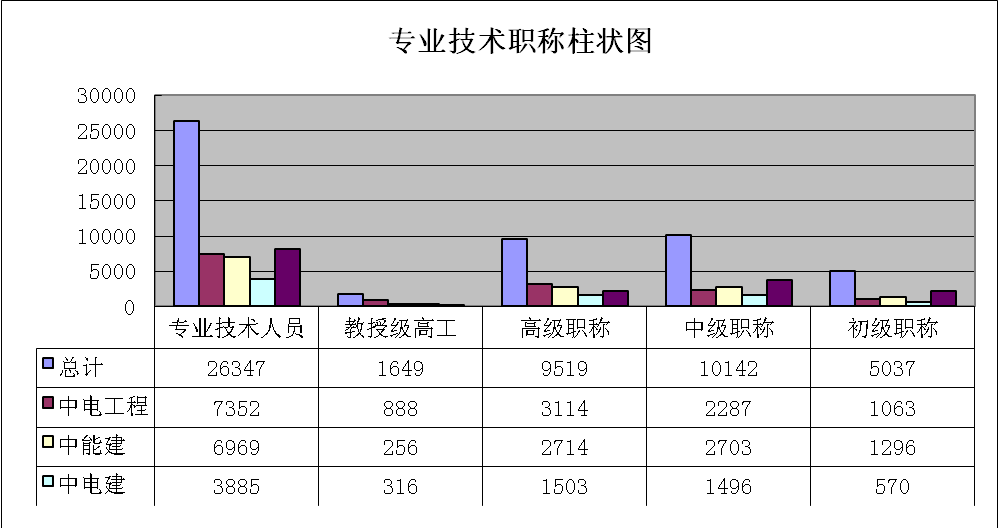 专业技术职称柱状图
30000
25000
20000
15000
10000
5000
0
专业技术人员 教授级高工 高级职称 中级职称 初级职称
总计 26347 1649 9519 10142 5037
中电工程 7352 888 3114 2287 1063
中能建 6969 256 2714 2703 1296
中电建 3885 316 1503 1496 570